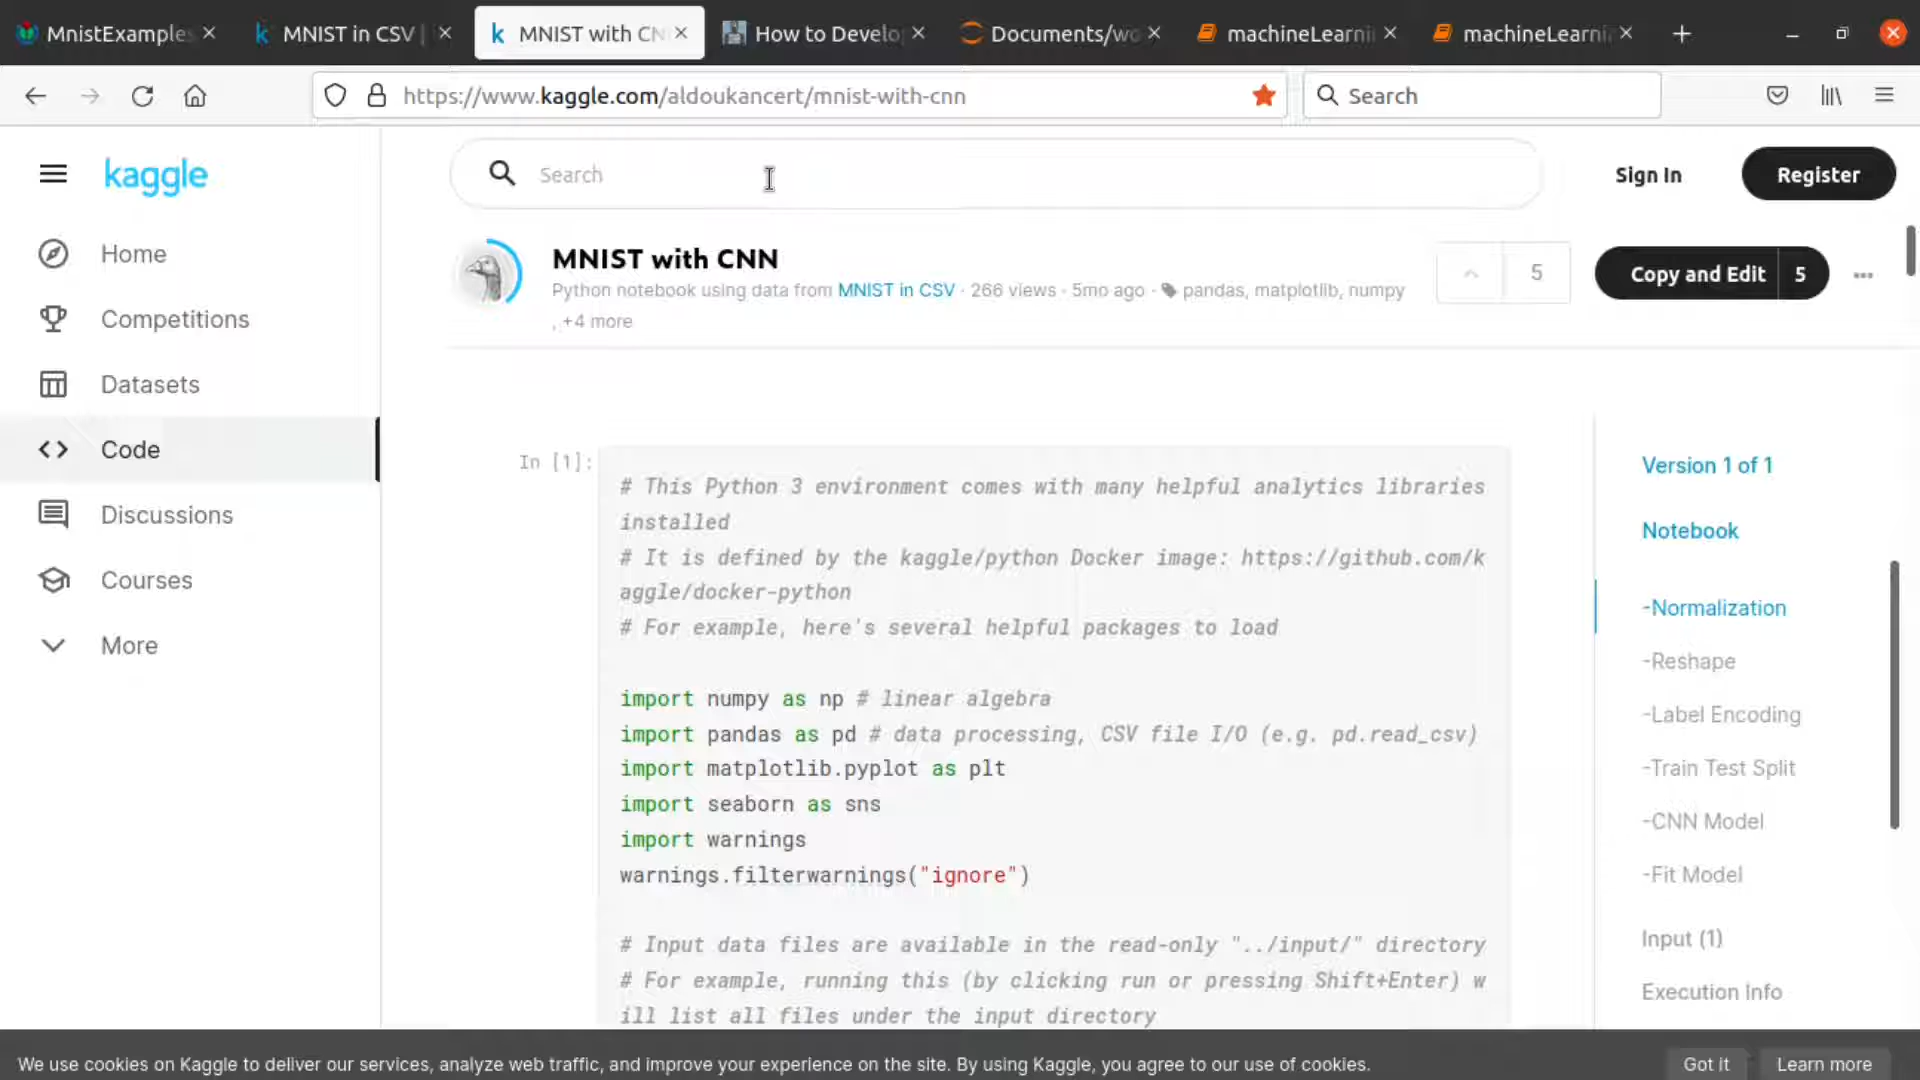 MnistExamples
MNIST in CSV |
MNIST with CN
How to Develo
Documents/wo
machineLearni
machineLearni
https://www.kaggle.com/aldoukancert/mnist-with-cnn
Search
kaggle
Search
Sign In
Register
Home
Competitions
Datasets
Code
Discussions
Courses
More
MNIST with CNN
Python notebook using data from MNIST in CSV · 266 views · 5mo ago · pandas, matplotlib, numpy
, +4 more
5
Copy and Edit 5
In [1]:
# This Python 3 environment comes with many helpful analytics libraries
installed
# It is defined by the kaggle/python Docker image: https://github.com/k
aggle/docker-python
# For example, here's several helpful packages to load
import numpy as np # linear algebra
import pandas as pd # data processing, CSV file I/O (e.g. pd.read_csv)
import matplotlib.pyplot as plt
import seaborn as sns
import warnings
warnings.filterwarnings("ignore")
# Input data files are available in the read-only "../input/" directory
# For example, running this (by clicking run or pressing Shift+Enter) w
ill list all files under the input directory
Version 1 of 1
Notebook
-Normalization
-Reshape
-Label Encoding
-Train Test Split
-CNN Model
-Fit Model
Input (1)
Execution Info
We use cookies on Kaggle to deliver our services, analyze web traffic, and improve your experience on the site. By using Kaggle, you agree to our use of cookies.
Got it
Learn more